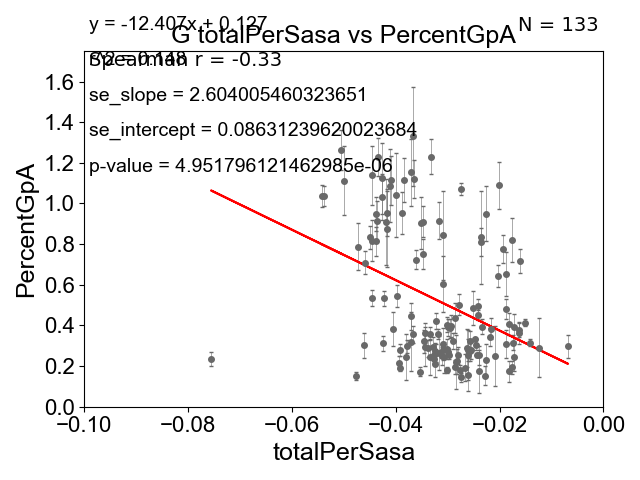 y = -12.407x + 0.127
N = 133
G totalPerSasa vs PercentGpA
Spearman r = -0.33
se_slope = 2.604005460323651
se_intercept = 0.08631239620023684
p-value = 4.951796121462985e-06
1.6
1.4
1.2
1.0
0.8
0.6
0.4
0.2
0.0
PercentGpA
−0.10 −0.08 −0.06 −0.04 −0.02 0.00
totalPerSasa